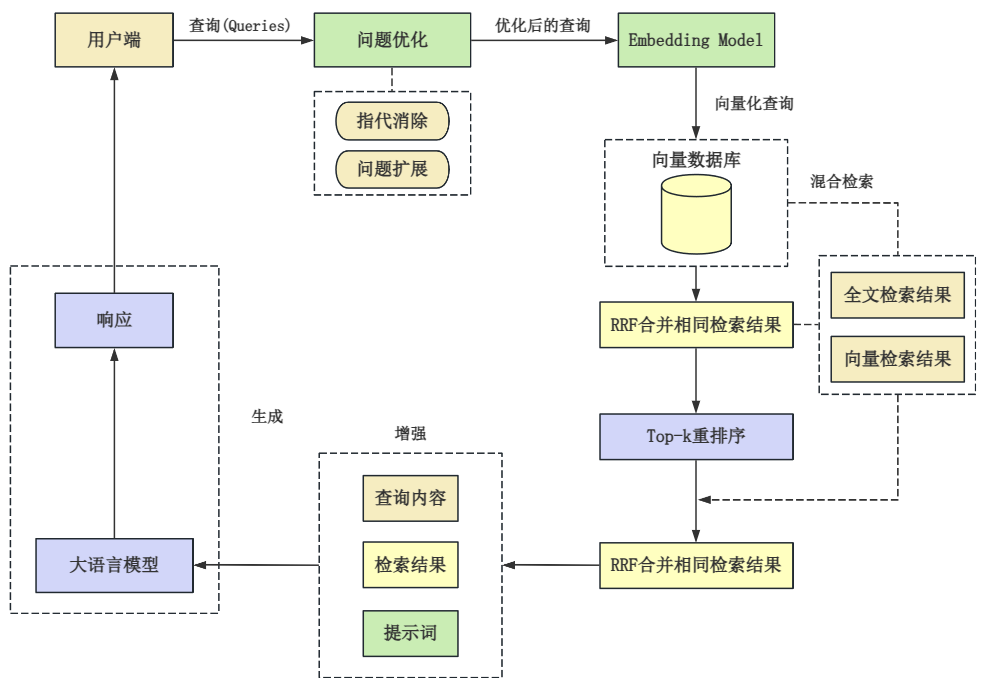 用户端
查询(Queries)
问题优化
优化后的查询
Embedding Model
指代消除
问题扩展
向量化查询
向量数据库
混合检索
全文检索结果
向量检索结果
RRF合并相同检索结果
响应
Top-k重排序
生成
增强
查询内容
检索结果
提示词
大语言模型
RRF合并相同检索结果